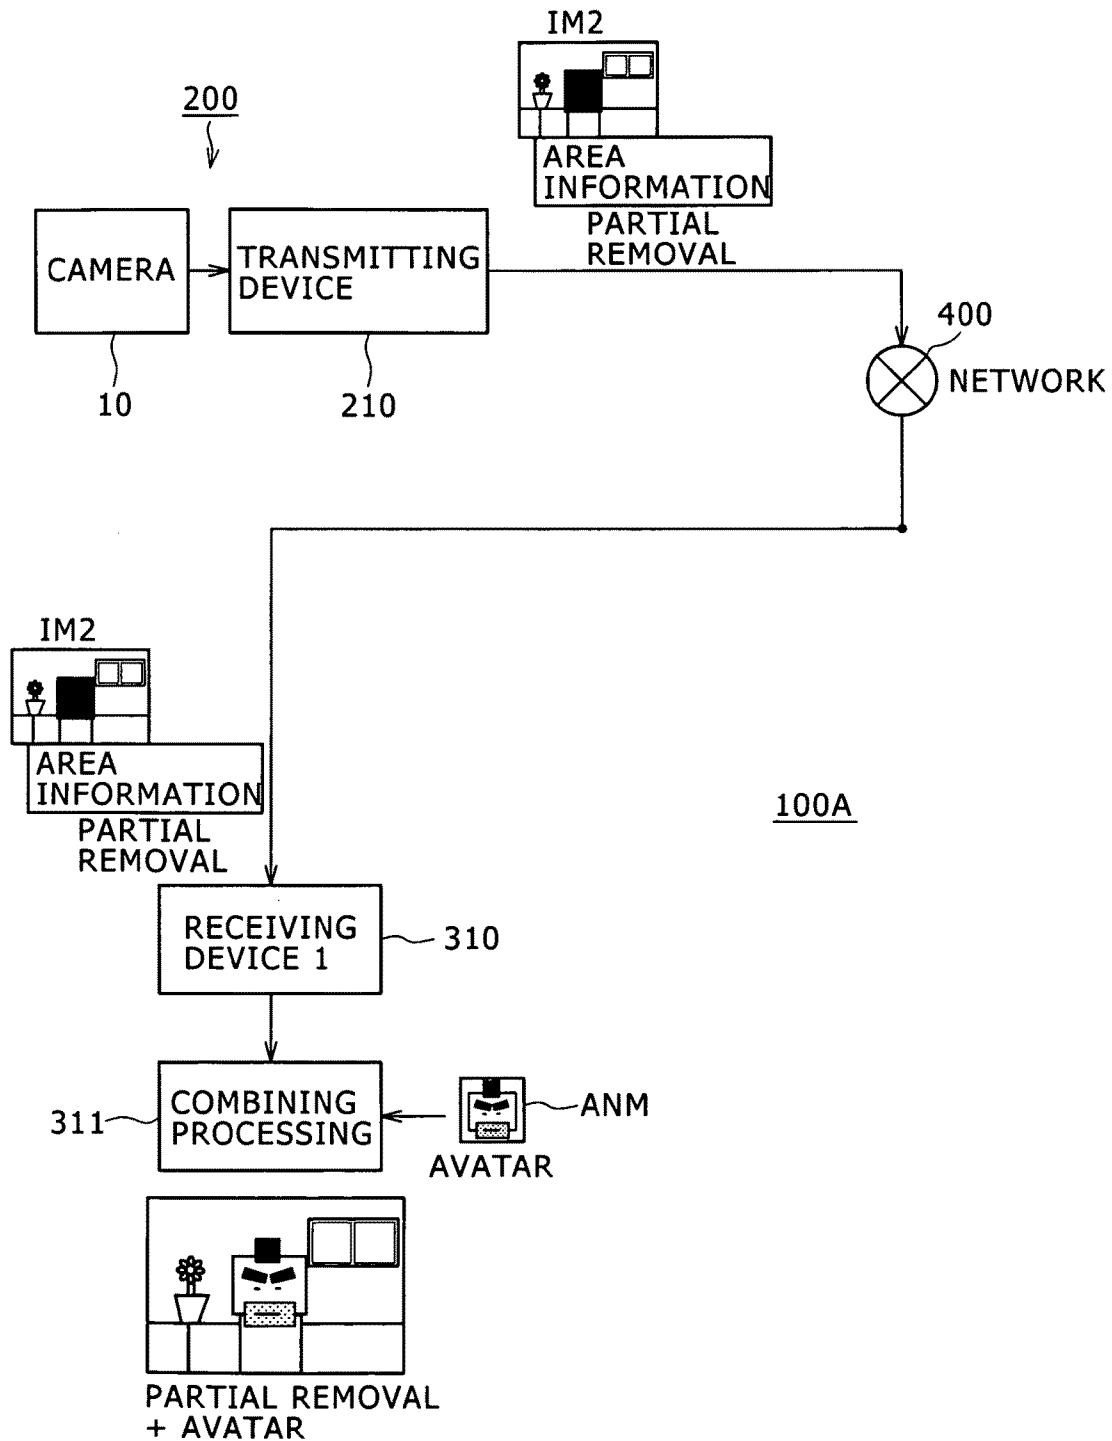 IM2
200
AREA
INFORMATION
PARTIAL
REMOVAL
CAMERA
TRANSMITTING
DEVICE
400
NETWORK
10
210
IM2
AREA
INFORMATION
PARTIAL
REMOVAL
100A
RECEIVING
DEVICE 1
310
COMBINING
PROCESSING
311
ANM
AVATAR
PARTIAL REMOVAL
+ AVATAR